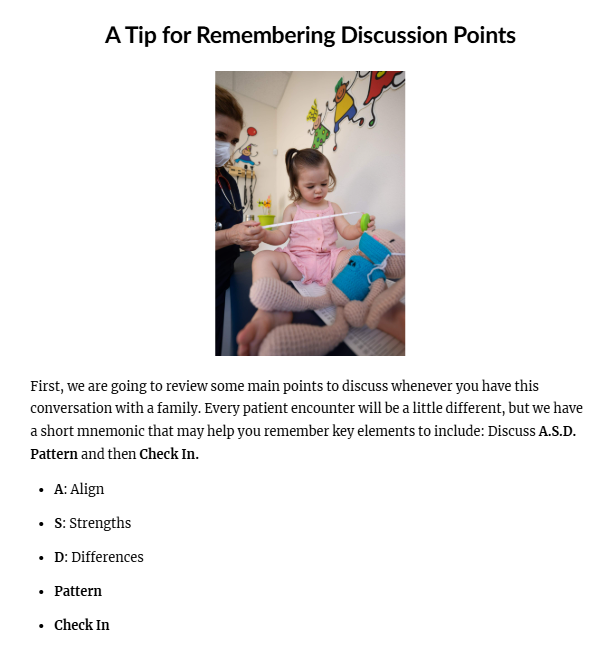 A Tip for Remembering Discussion Points
First, we are going to review some main points to discuss whenever you have this
conversation with a family. Every patient encounter will be a little different, but we have
a short mnemonic that may help you remember key elements to include: Discuss A.S.D.
Pattern and then Check In.
• A: Align
• S: Strengths
• D: Differences
• Pattern
• Check In